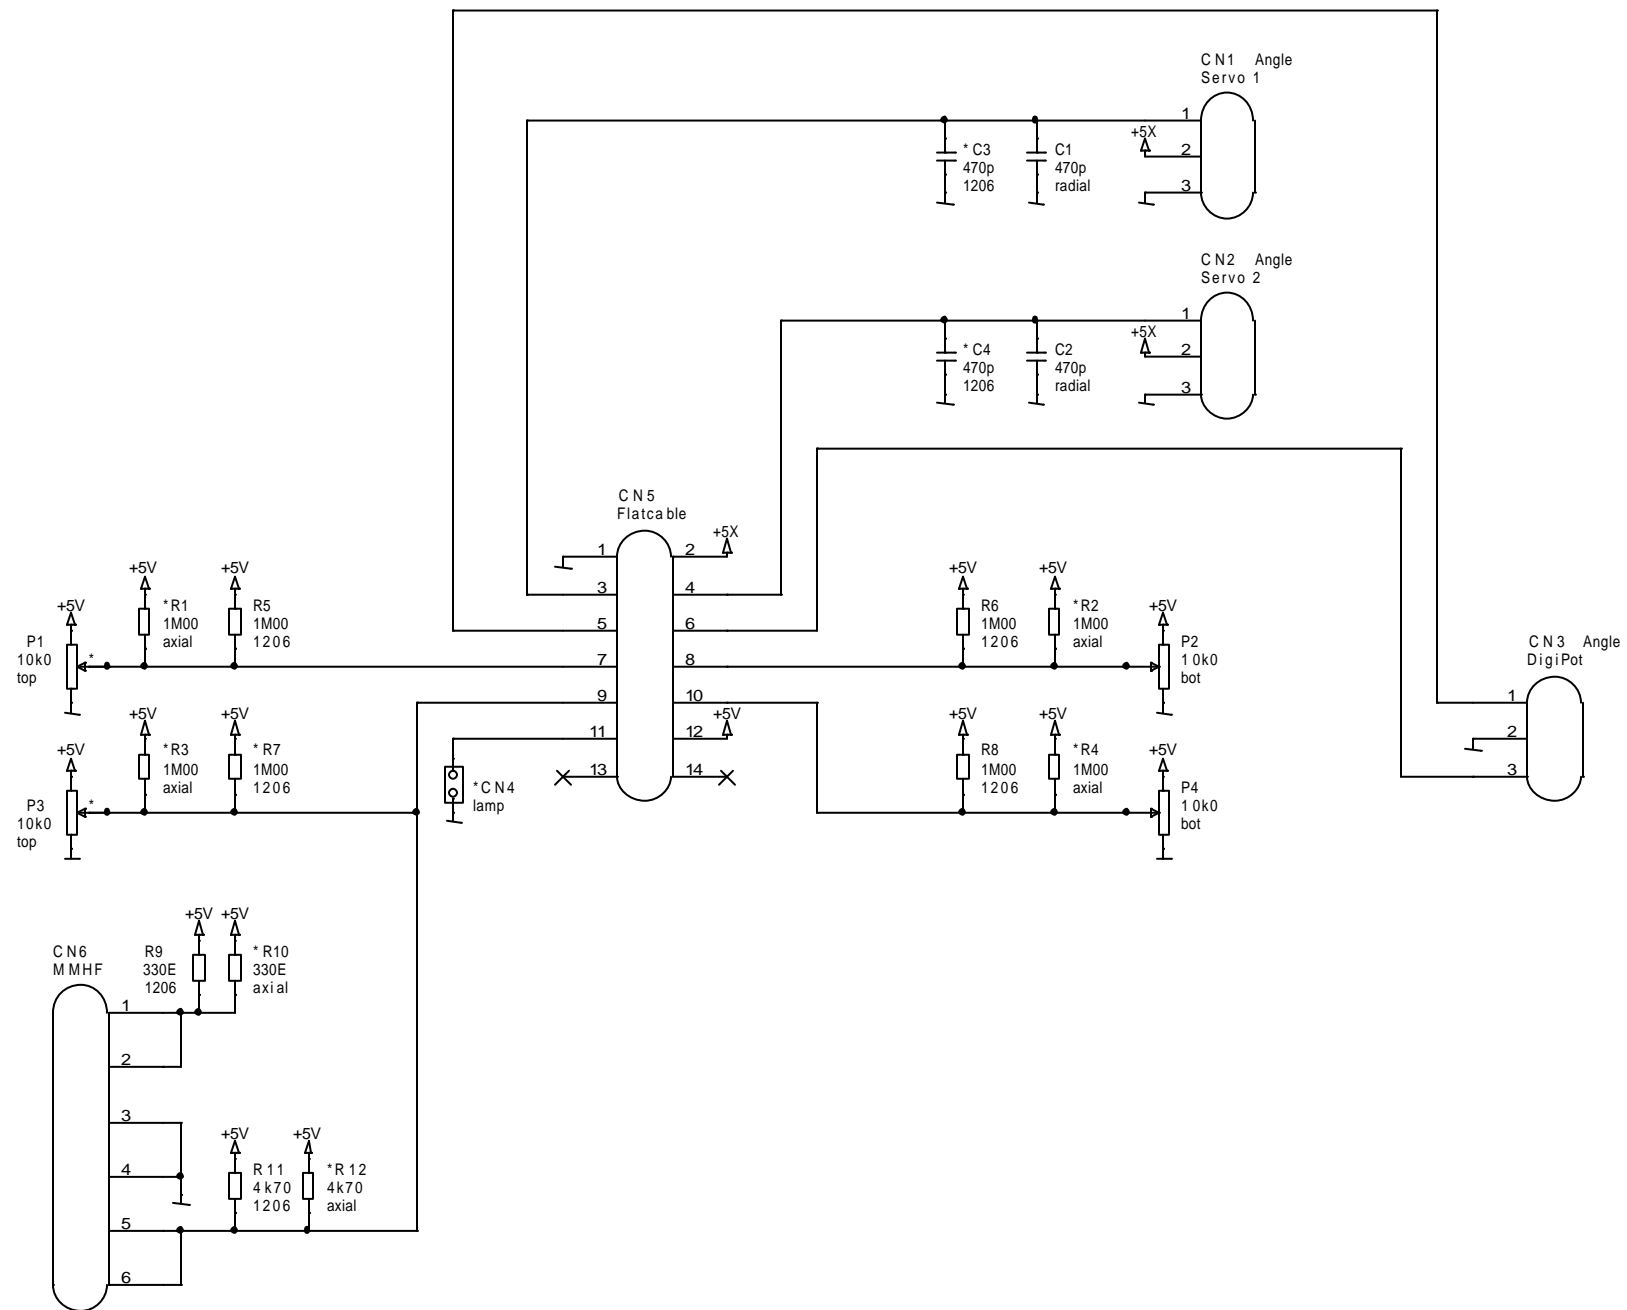 CN1 Angle
Servo 1
1
+5X
2
3
*C3
470p
1206
C1
470p
radial
CN2 Angle
Servo 2
1
+5X
2
3
*C4
470p
1206
C2
470p
radial
CN5
Flatcable
+5X
1 2
3 4
5 6
7 8
9 10
+5V
11 12
13 14
+5V
P1
10k0
top
*
+5V
*R1
1M00
axial
+5V
R5
1M00
1206
+5V
R6
1M00
1206
+5V
*R2
1M00
axial
+5V
P2
10k0
bot
CN3 Angle
DigiPot
1
2
3
+5V
P3
10k0
top
*
+5V
*R3
1M00
axial
+5V
*R7
1M00
1206
*CN4
lamp
+5V
R8
1M00
1206
+5V
*R4
1M00
axial
+5V
P4
10k0
bot
CN6
MMHF
+5V
R9
330E
1206
+5V
*R10
330E
axial
1
2
3
4
5
6
+5V
R11
4k70
1206
+5V
*R12
4k70
axial